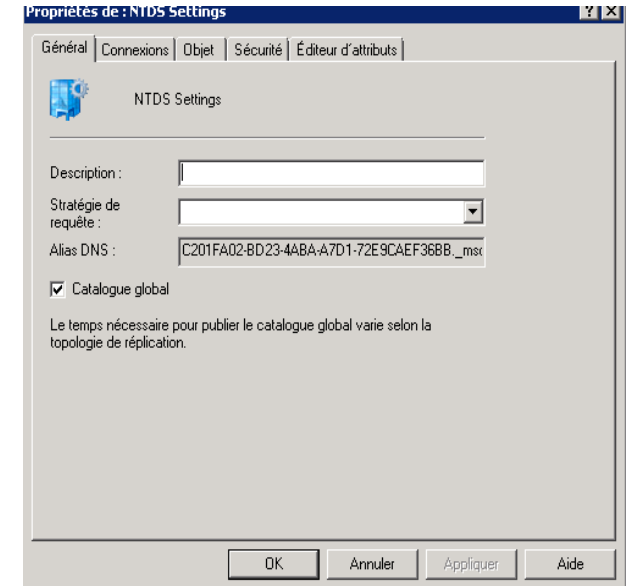 Propriétés de : NTDS Settings
Général Connexions Objet Sécurité Éditeur d'attributs
NTDS Settings
Description :
Stratégie de
requête :
Alias DNS : C201FA02-BD23-4ABA-A7D1-72E9CAEF36BB._msc
Catalogue global
Le temps nécessaire pour publier le catalogue global varie selon la
topologie de réplication.
OK Annuler Appliquer Aide